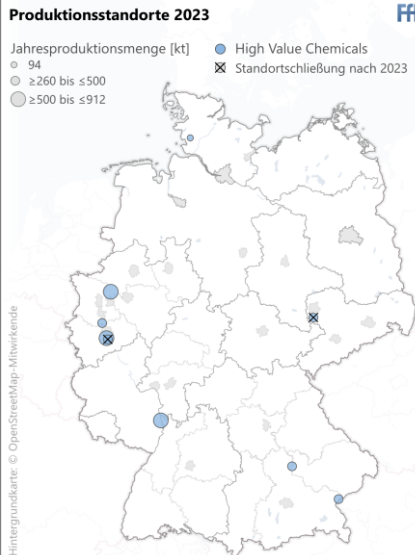 Produktionsstandorte 2023
Jahresproduktionsmenge [kt]
94
≥260 bis ≤500
≥500 bis ≤912
High Value Chemicals
Standortschließung nach 2023
Hintergrundkarte: © OpenStreetMap-Mitwirkende